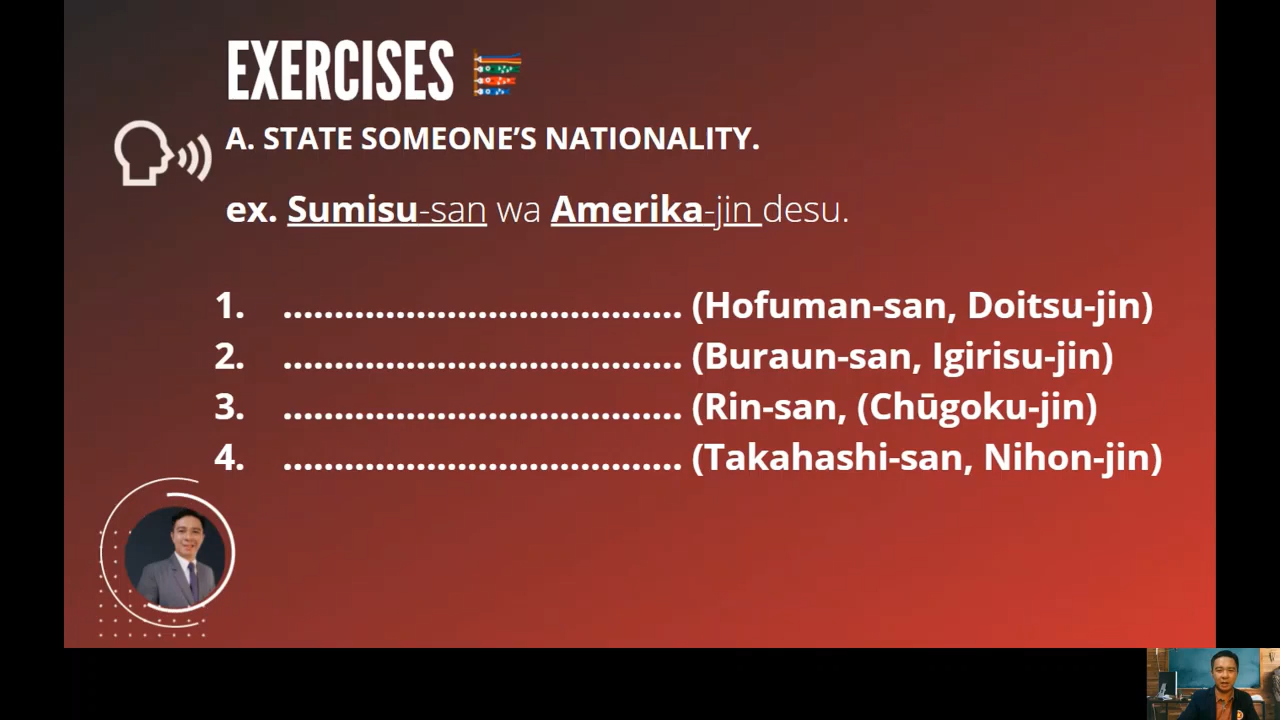 EXERCISES
A. STATE SOMEONE'S NATIONALITY.
ex. Sumisu-san wa Amerika-jin desu.
1. ....................................... (Hofuman-san, Doitsu-jin)
2. ....................................... (Buraun-san, Igirisu-jin)
3. ....................................... (Rin-san, (Chūgoku-jin)
4. ....................................... (Takahashi-san, Nihon-jin)